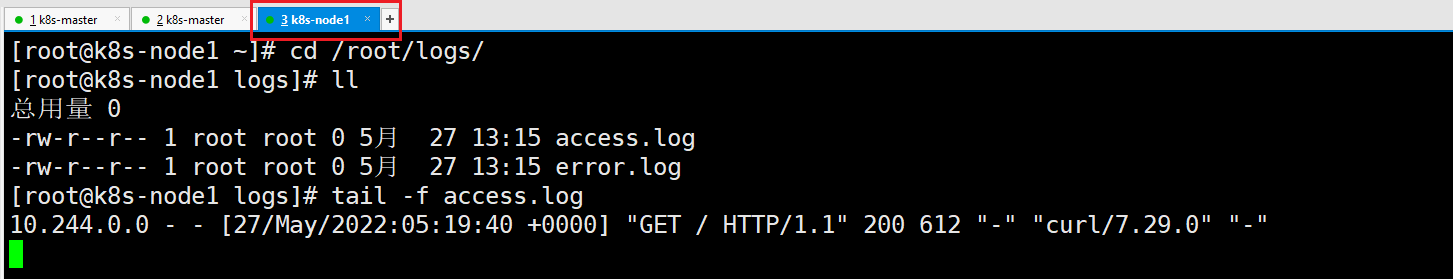 1 k8s-master × 2 k8s-master × 3 k8s-node1 × +
[root@k8s-node1 ~]# cd /root/logs/
[root@k8s-node1 logs]# ll
总用量 0
-rw-r--r-- 1 root root 0 5月  27 13:15 access.log
-rw-r--r-- 1 root root 0 5月  27 13:15 error.log
[root@k8s-node1 logs]# tail -f access.log
10.244.0.0 - - [27/May/2022:05:19:40 +0000] "GET / HTTP/1.1" 200 612 "-" "curl/7.29.0" "-"